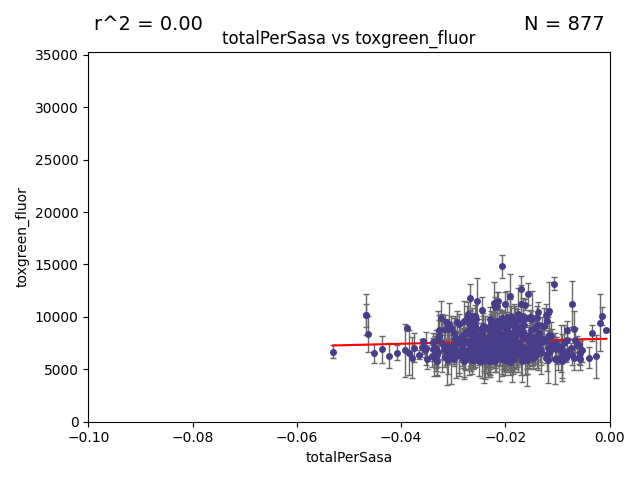 r^2 = 0.00
N = 877
totalPerSasa vs toxgreen_fluor
35000
30000
25000
20000
15000
10000
5000
0
toxgreen_fluor
−0.10
−0.08
−0.06
−0.04
−0.02
0.00
totalPerSasa